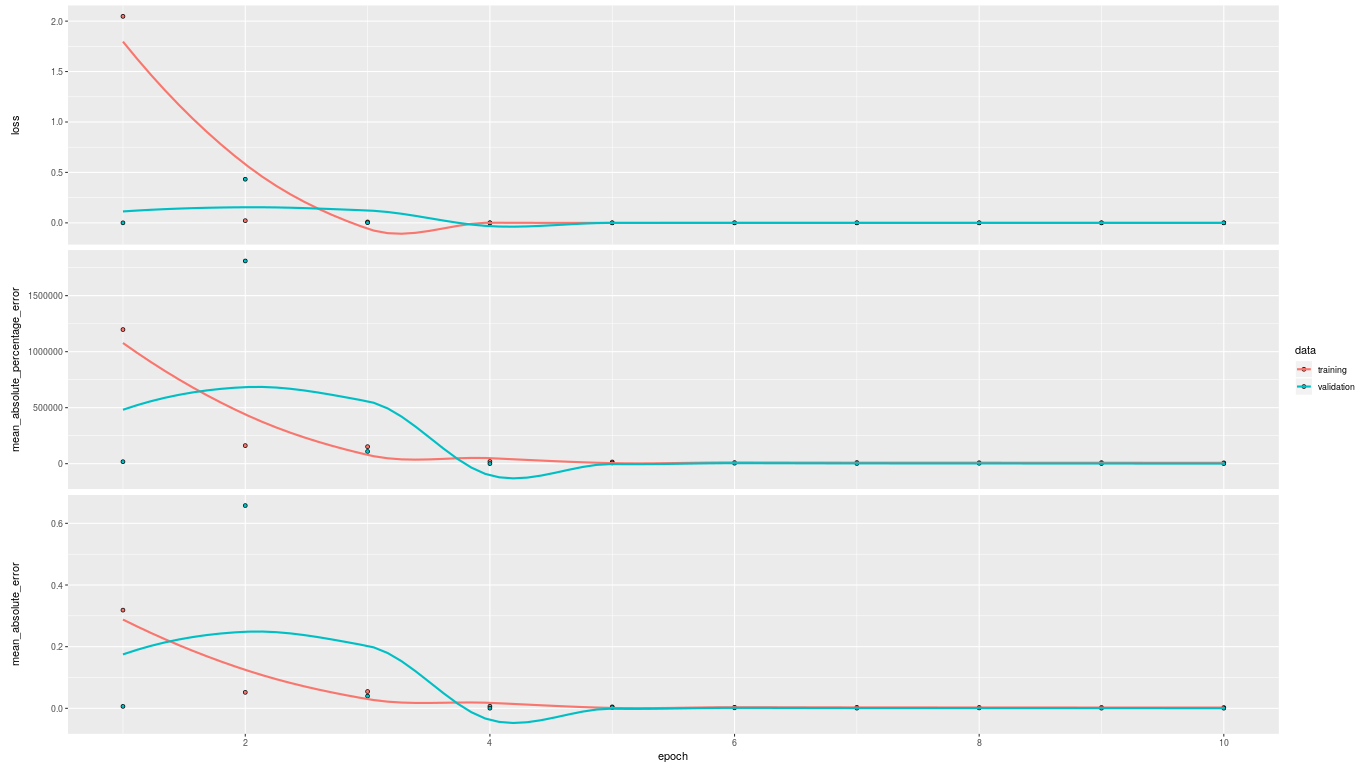 loss
2.0
1.5
1.0
0.5
0.0
mean_absolute_percentage_error
1500000
1000000
500000
0
mean_absolute_error
0.6
0.4
0.2
0.0
2
4
6
8
10
epoch
data
training
validation